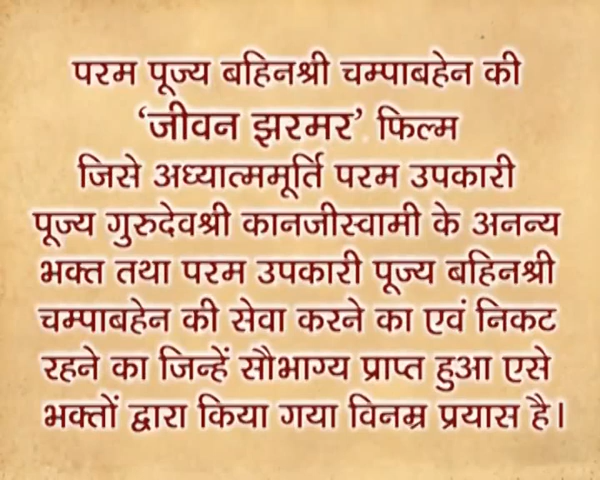 परम पूज्य बहिनश्री चम्पाबहेन की
‘जीवन झरमर’ फिल्म
जिसे अध्यात्ममूर्ति परम उपकारी
पूज्य गुरुदेवश्री कानजीस्वामी के अनन्य
भक्त तथा परम उपकारी पूज्य बहिनश्री
चम्पाबहेन की सेवा करने का एवं निकट
रहने का जिन्हें सौभाग्य प्राप्त हुआ एसे
भक्तों द्वारा किया गया विनम्र प्रयास है।